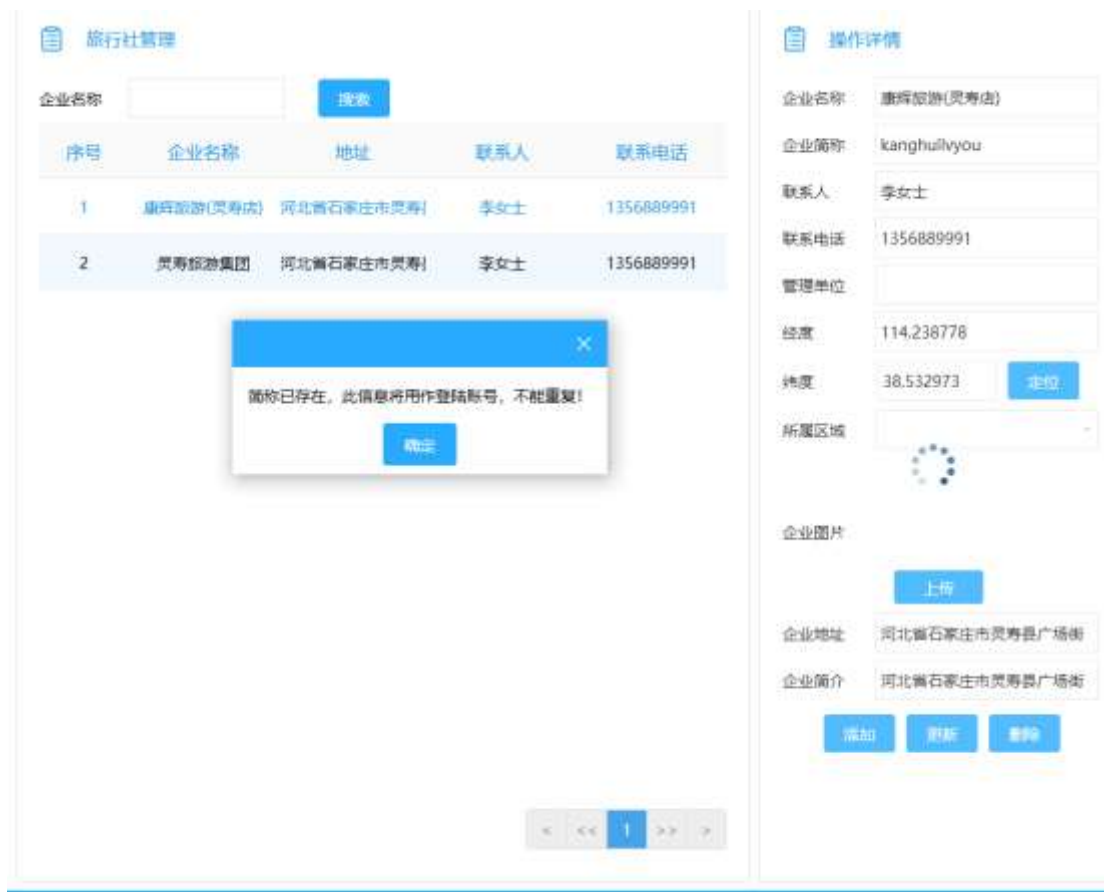 旅行社管理
企业名称 搜索
序号 企业名称 地址 联系人 联系电话
1 康辉旅游(灵寿店) 河北省石家庄市灵寿 李女士 1356889991
2 灵寿旅游集团 河北省石家庄市灵寿 李女士 1356889991
简称已存在，此信息将用作登陆账号，不能重复!
确定
< << 1 >> >
操作详情
企业名称 康辉旅游(灵寿店)
企业简称 kanghuilvyou
联系人 李女士
联系电话 1356889991
管理单位
经度 114.238778
纬度 38.532973 定位
所属区域
企业图片
上传
企业地址 河北省石家庄市灵寿县广场街
企业简介 河北省石家庄市灵寿县广场街
添加 更新 删除